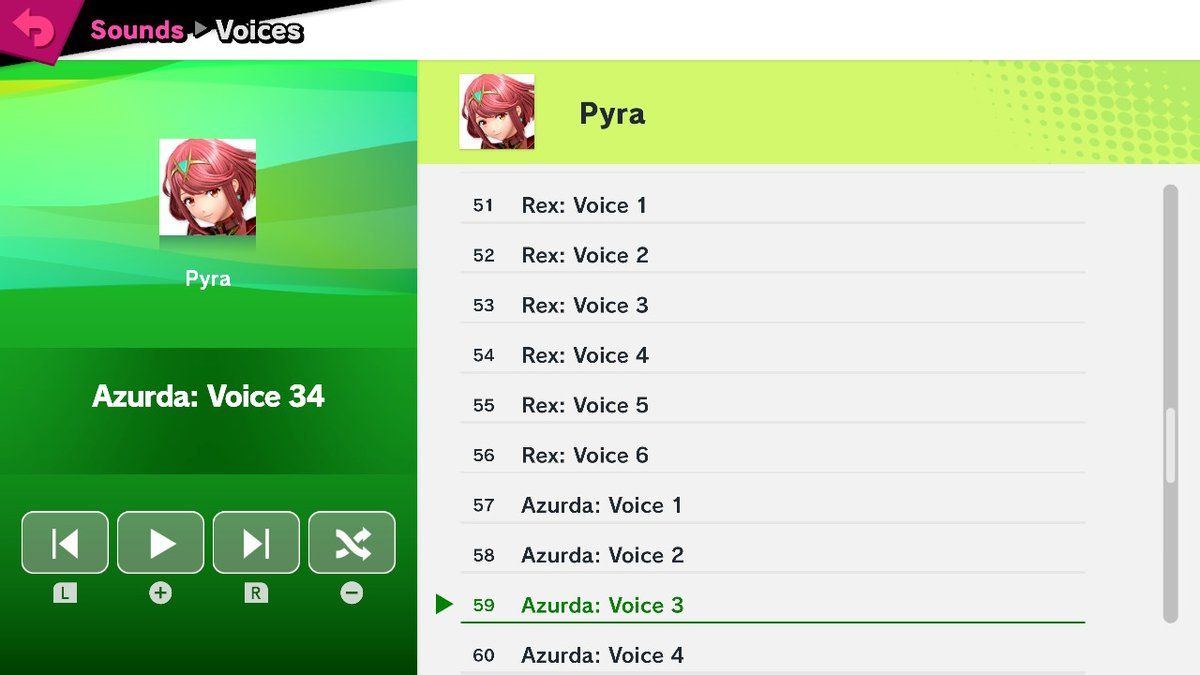 Sounds ▶ Voices
Pyra
Azurda: Voice 34
L + R −
Pyra
51 Rex: Voice 1
52 Rex: Voice 2
53 Rex: Voice 3
54 Rex: Voice 4
55 Rex: Voice 5
56 Rex: Voice 6
57 Azurda: Voice 1
58 Azurda: Voice 2
59 Azurda: Voice 3
60 Azurda: Voice 4